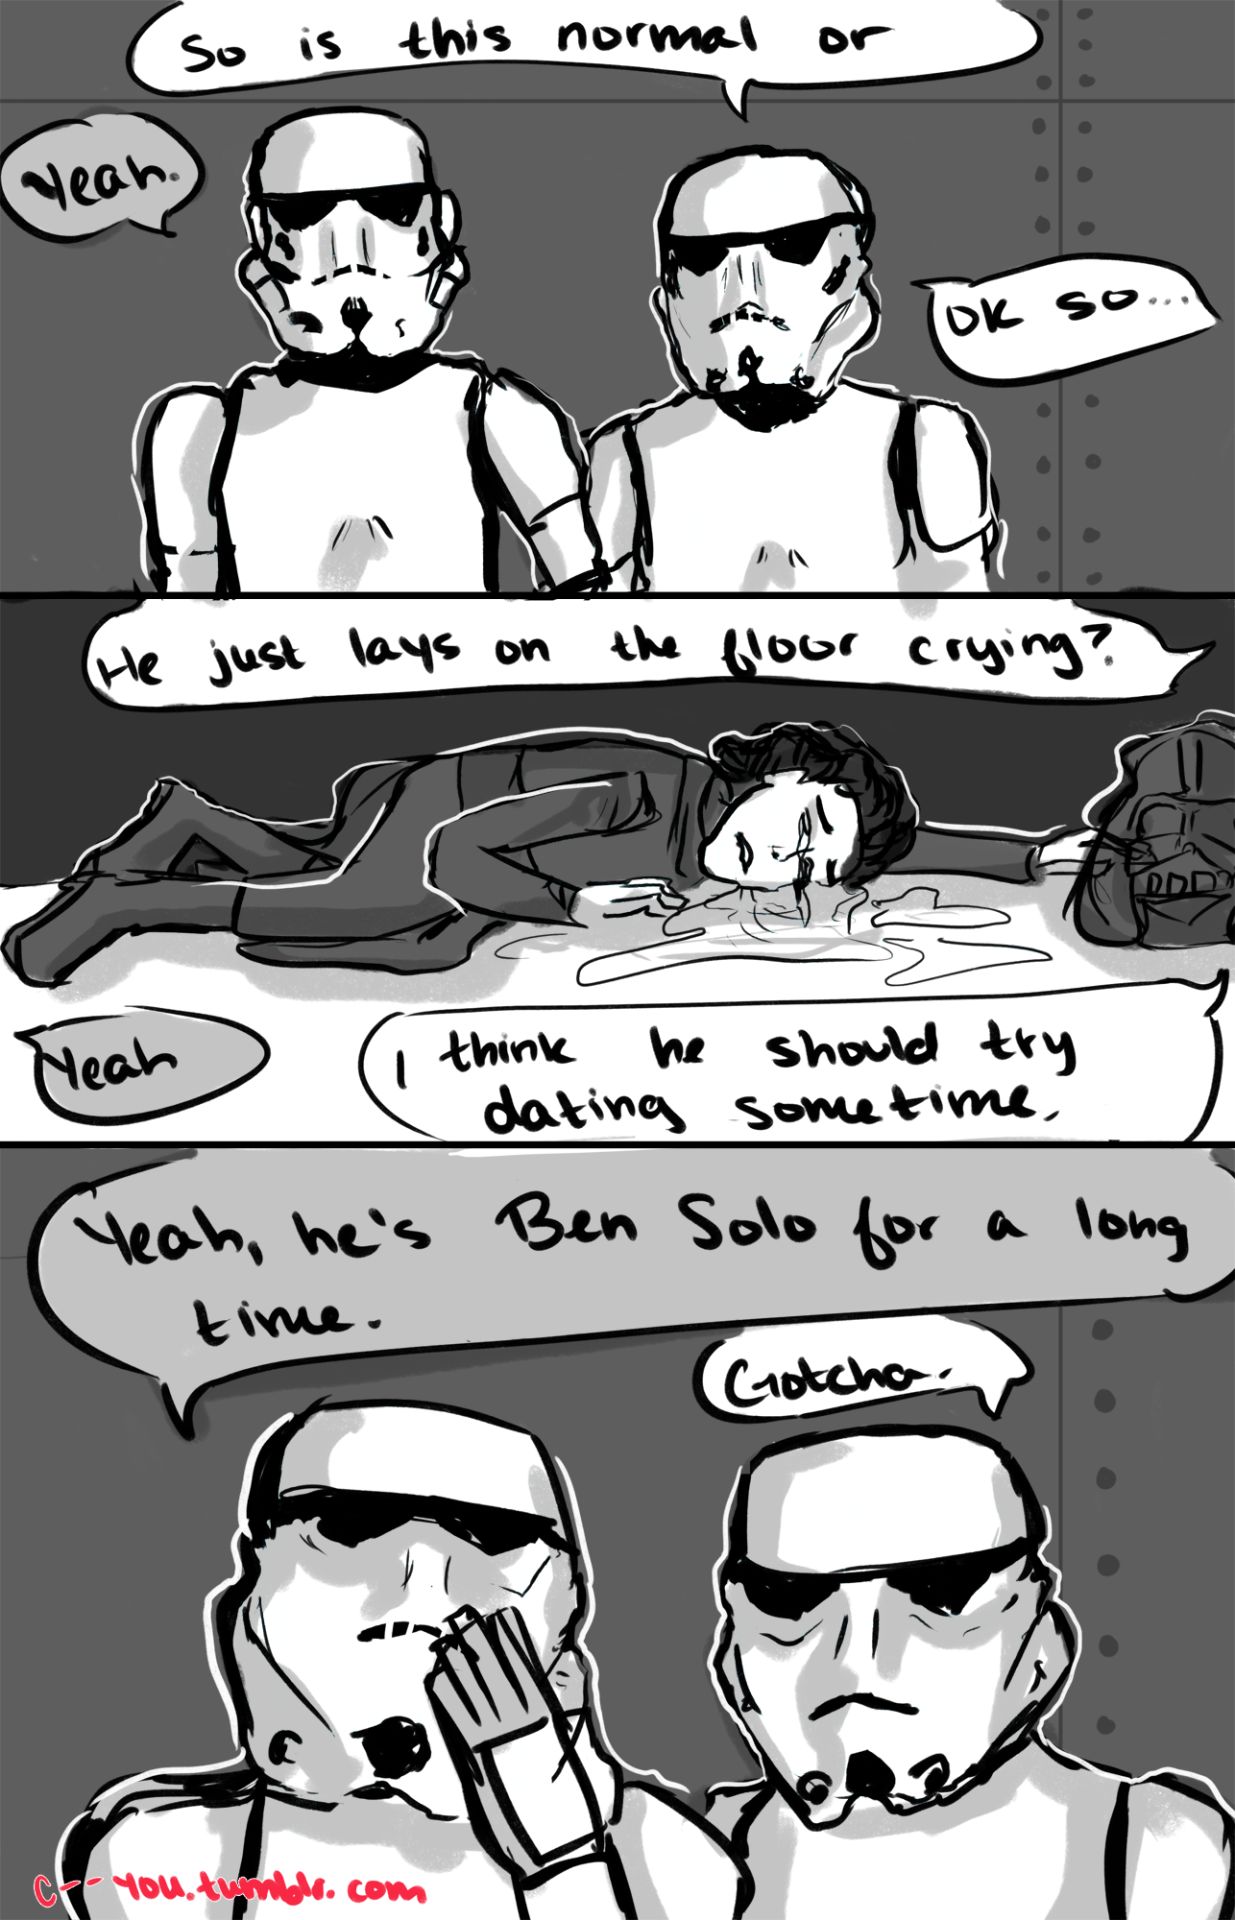 So is this normal or
Yeah.
OK so...
He just lays on the floor crying?
Yeah
I think he should try
dating sometime.
Yeah, he's Ben Solo for a long
time.
Gotcha.
c--you.tumblr.com